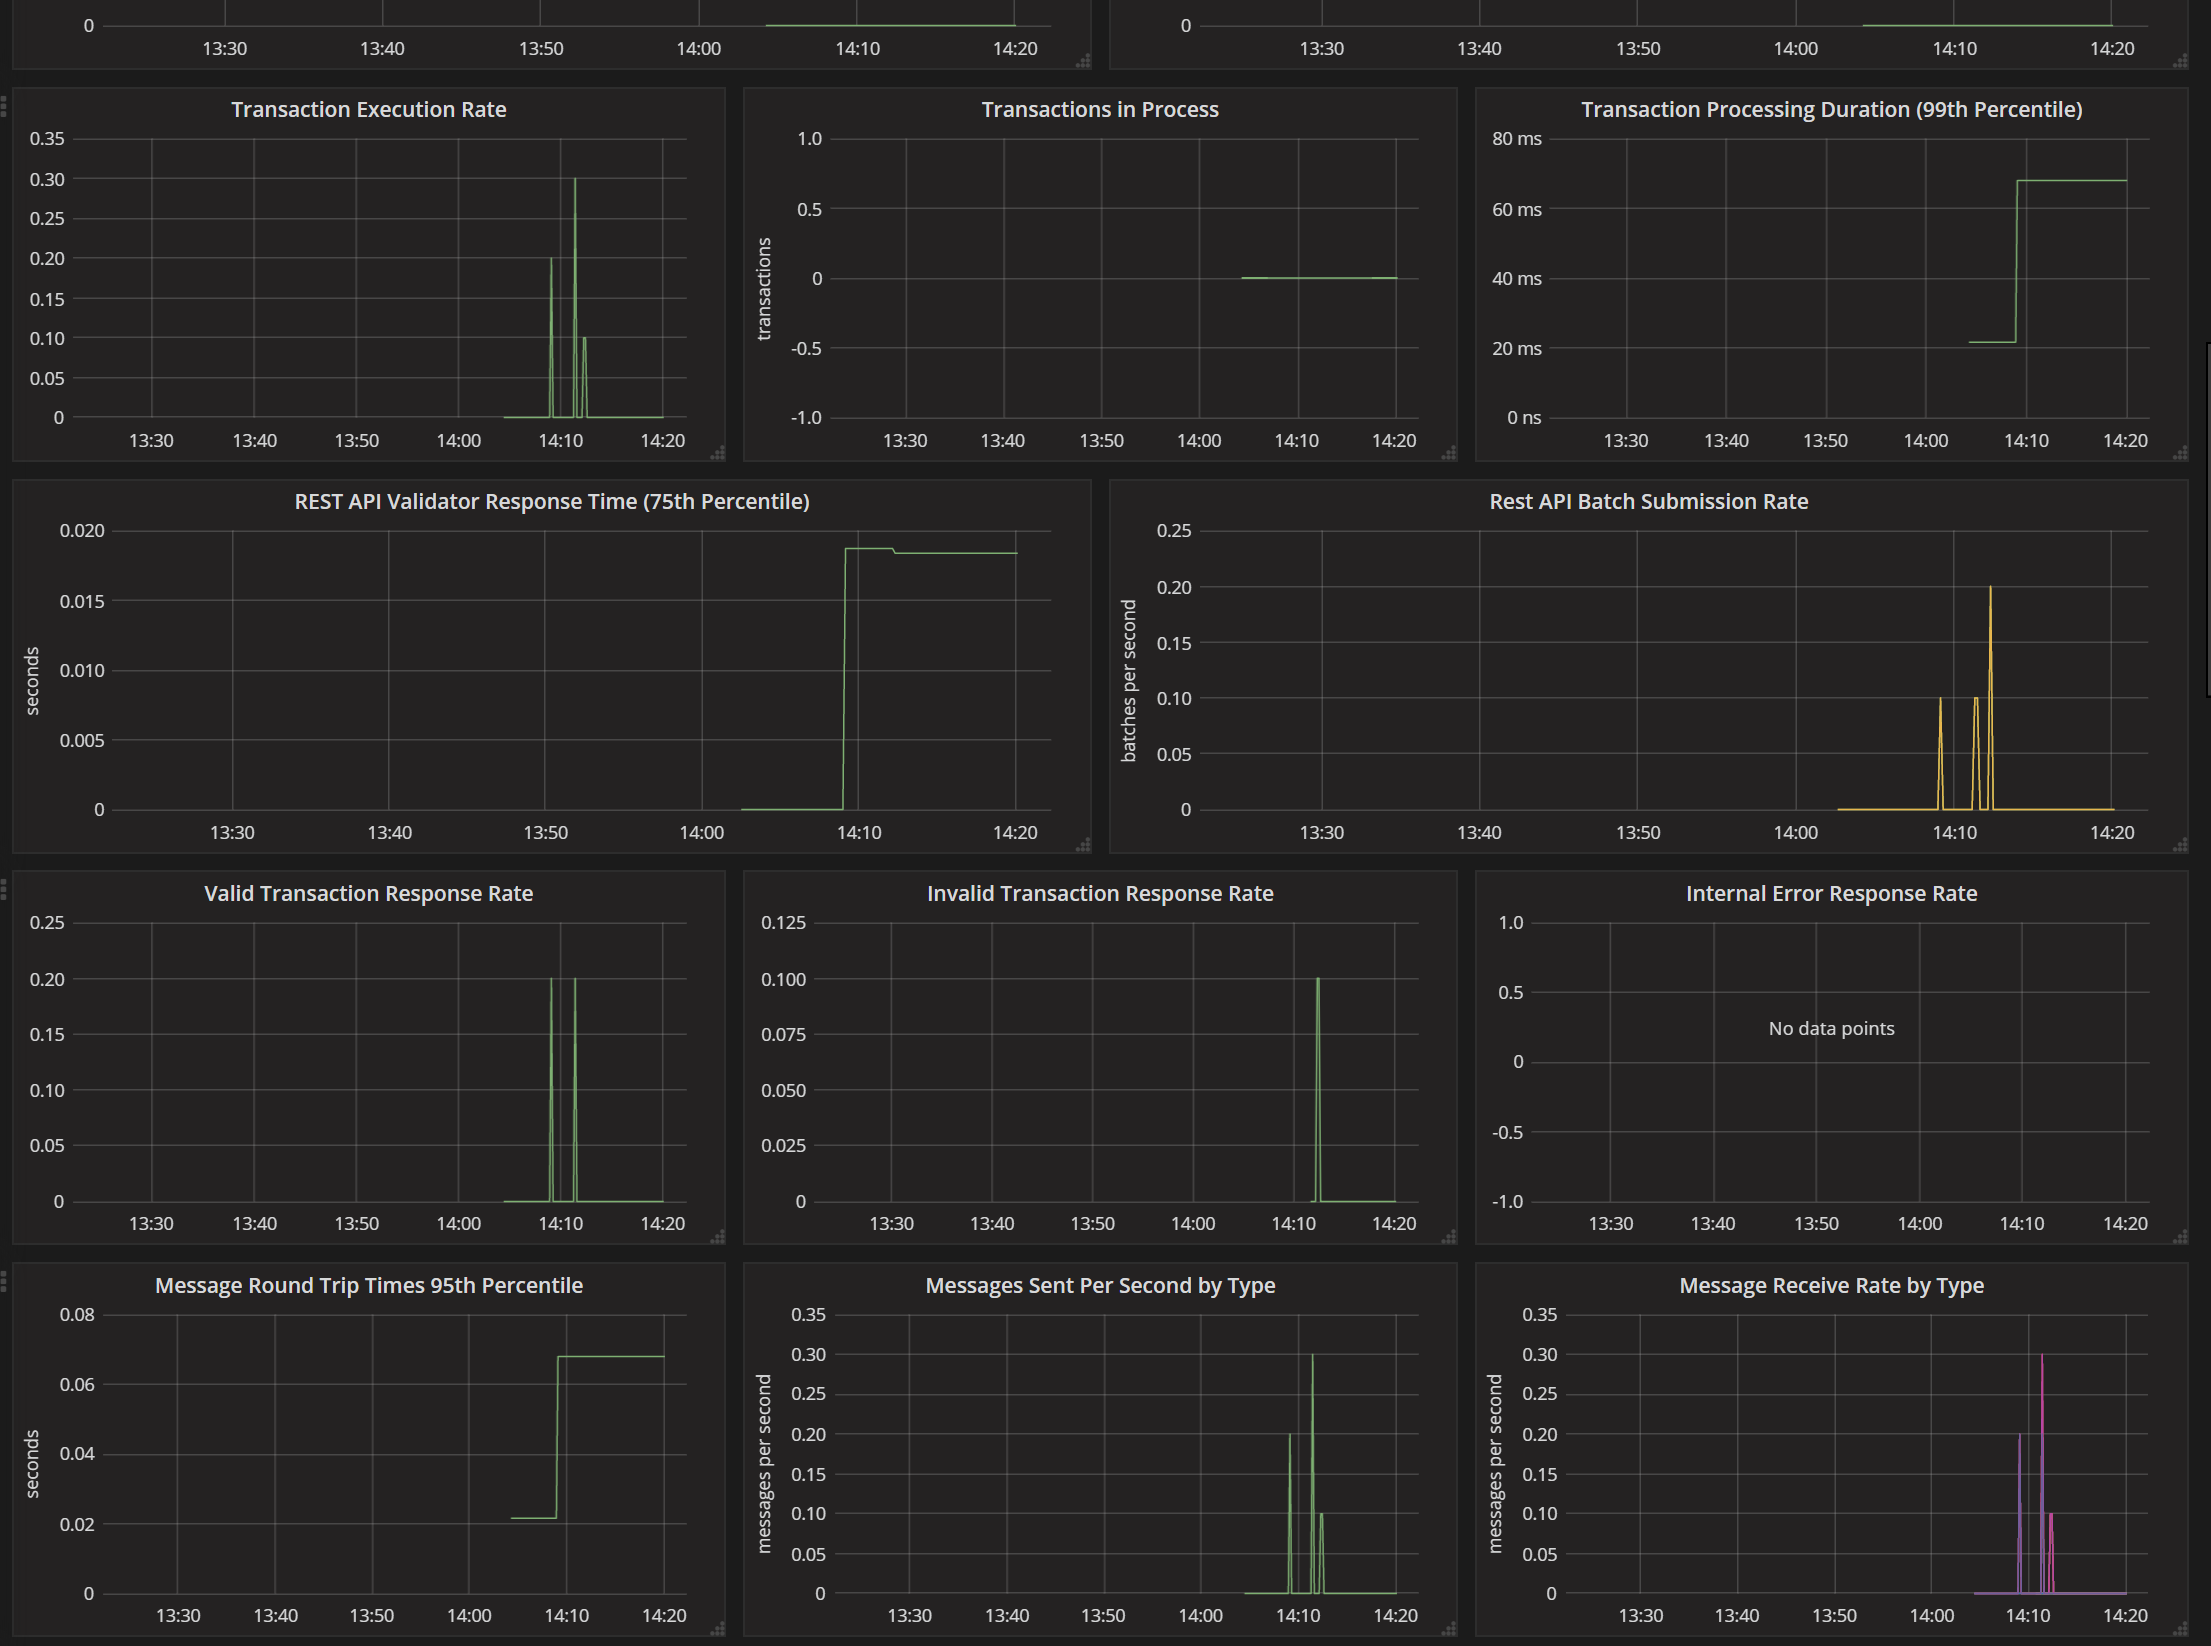 0
0
13:30 13:40 13:50 14:00 14:10 14:20
13:30 13:40 13:50 14:00 14:10 14:20
Transaction Execution Rate
0.35
0.30
0.25
0.20
0.15
0.10
0.05
0
13:30 13:40 13:50 14:00 14:10 14:20
Transactions in Process
transactions
1.0
0.5
0
-0.5
-1.0
13:30 13:40 13:50 14:00 14:10 14:20
Transaction Processing Duration (99th Percentile)
80 ms
60 ms
40 ms
20 ms
0 ns
13:30 13:40 13:50 14:00 14:10 14:20
REST API Validator Response Time (75th Percentile)
seconds
0.020
0.015
0.010
0.005
0
13:30 13:40 13:50 14:00 14:10 14:20
Rest API Batch Submission Rate
batches per second
0.25
0.20
0.15
0.10
0.05
0
13:30 13:40 13:50 14:00 14:10 14:20
Valid Transaction Response Rate
0.25
0.20
0.15
0.10
0.05
0
13:30 13:40 13:50 14:00 14:10 14:20
Invalid Transaction Response Rate
0.125
0.100
0.075
0.050
0.025
0
13:30 13:40 13:50 14:00 14:10 14:20
Internal Error Response Rate
1.0
0.5
No data points
0
-0.5
-1.0
13:30 13:40 13:50 14:00 14:10 14:20
Message Round Trip Times 95th Percentile
seconds
0.08
0.06
0.04
0.02
0
13:30 13:40 13:50 14:00 14:10 14:20
Messages Sent Per Second by Type
messages per second
0.35
0.30
0.25
0.20
0.15
0.10
0.05
0
13:30 13:40 13:50 14:00 14:10 14:20
Message Receive Rate by Type
messages per second
0.35
0.30
0.25
0.20
0.15
0.10
0.05
0
13:30 13:40 13:50 14:00 14:10 14:20